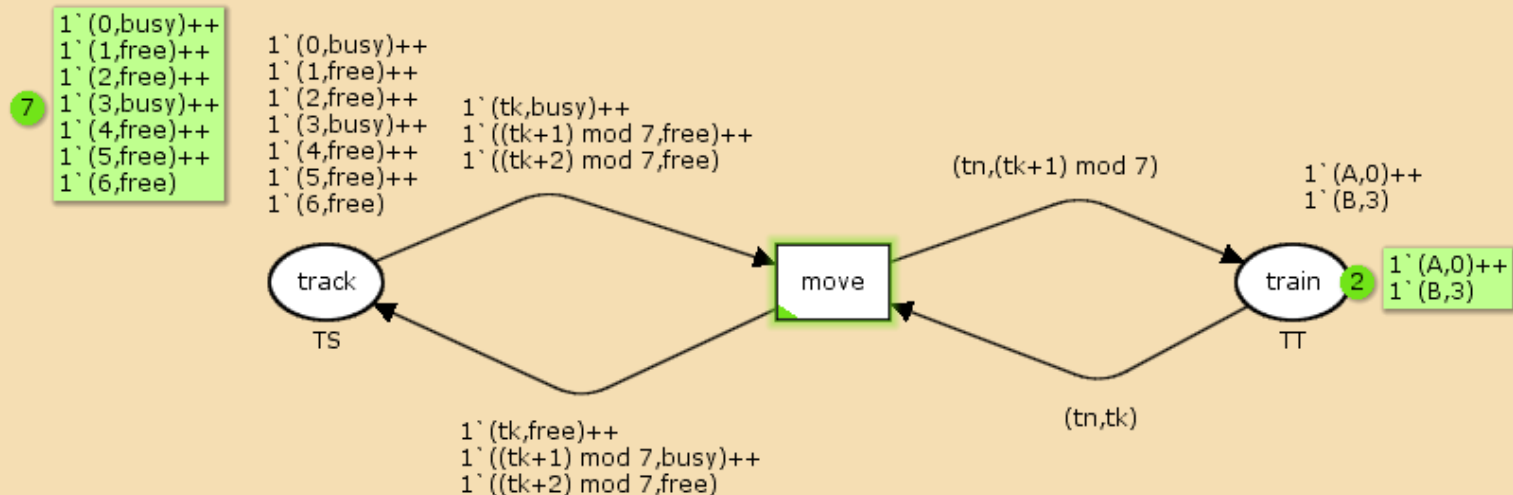 1`(0,busy)++
1`(1,free)++
1`(2,free)++
1`(3,busy)++
1`(4,free)++
1`(5,free)++
1`(6,free)
7
1`(0,busy)++
1`(1,free)++
1`(2,free)++
1`(3,busy)++
1`(4,free)++
1`(5,free)++
1`(6,free)
1`(tk,busy)++
1`((tk+1) mod 7,free)++
1`((tk+2) mod 7,free)
(tn,(tk+1) mod 7)
1`(A,0)++
1`(B,3)
track
TS
move
train
TT
2
1`(A,0)++
1`(B,3)
1`(tk,free)++
1`((tk+1) mod 7,busy)++
1`((tk+2) mod 7,free)
(tn,tk)